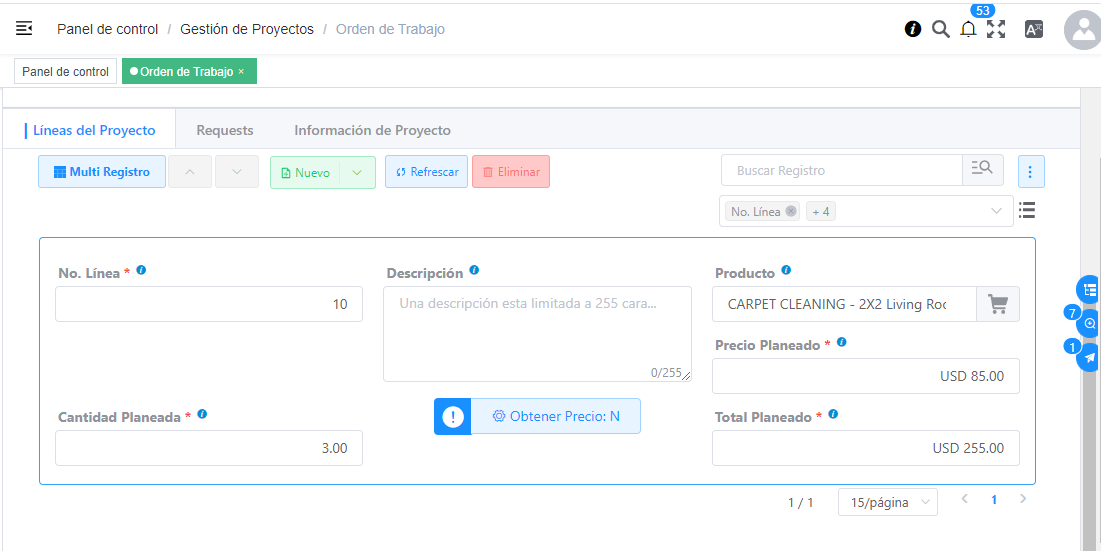 53
Panel de control / Gestión de Proyectos / Orden de Trabajo
Panel de control
Orden de Trabajo ×
Líneas del Proyecto
Requests
Información de Proyecto
Multi Registro
Nuevo
Refrescar
Eliminar
Buscar Registro
No. Línea
+ 4
No. Línea *
10
Descripción
Una descripción esta limitada a 255 cara...
0/255
Producto
CARPET CLEANING - 2X2 Living Roo
Precio Planeado *
USD 85.00
7
1
Cantidad Planeada *
3.00
Obtener Precio: N
Total Planeado *
USD 255.00
1 / 1
15/página
1